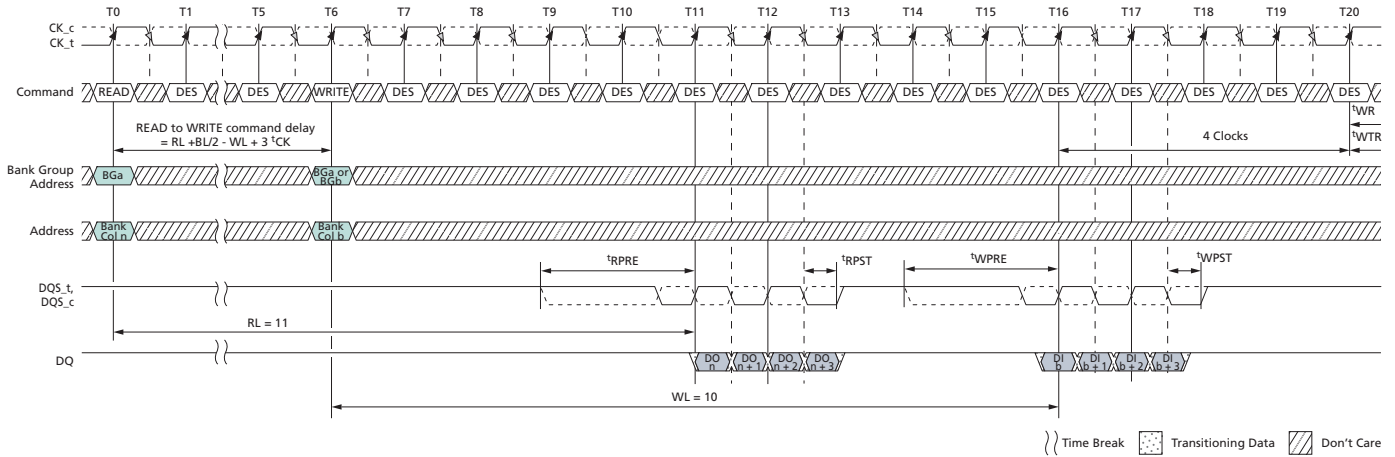 T0 T1 T5 T6 T7 T8 T9 T10 T11 T12 T13 T14 T15 T16 T17 T18 T19 T20
CK_c
CK_t
Command READ DES DES WRITE DES DES DES DES DES DES DES DES DES DES DES DES DES DES
tWR
READ to WRITE command delay
= RL +BL/2 - WL + 3 tCK
4 Clocks
tWTR
Bank Group
Address
BGa
BGa or
BGb
Address
Bank
Col n
Bank
Col b
tRPRE tRPST tWPRE tWPST
DQS_t,
DQS_c
RL = 11
DQ
DO
n
DO
n + 1
DO
n + 2
DO
n + 3
DI
b
DI
b + 1
DI
b + 2
DI
b + 3
WL = 10
Time Break Transitioning Data Don't Care